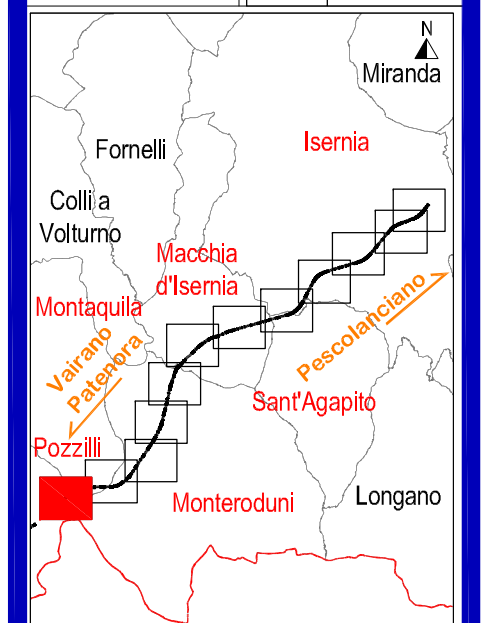 N
Miranda
Isernia
Fornelli
Colli a
Volturno
Macchia
d'Isernia
Montaquila
Vairano
Patenora
Pescolanciano
Sant'Agapito
Pozzilli
Monteroduni
Longano